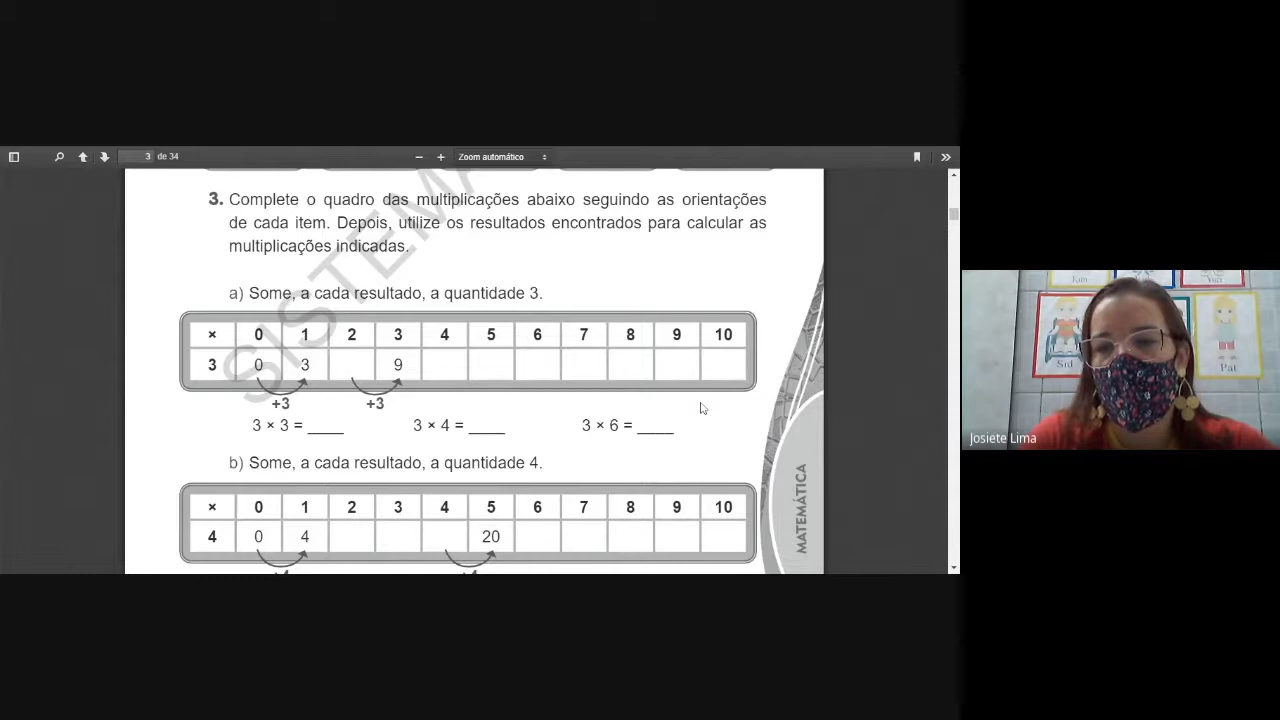 3 de 34
Zoom automático
SISTEMA
3. Complete o quadro das multiplicações abaixo seguindo as orientações
de cada item. Depois, utilize os resultados encontrados para calcular as
multiplicações indicadas.
a) Some, a cada resultado, a quantidade 3.
× 0 1 2 3 4 5 6 7 8 9 10
3 0 3 9
+3 +3
3 × 3 = ____ 3 × 4 = ____ 3 × 6 = ____
b) Some, a cada resultado, a quantidade 4.
× 0 1 2 3 4 5 6 7 8 9 10
4 0 4 20
MATEMÁTICA
Kim
Sid
Pat
Josiete Lima